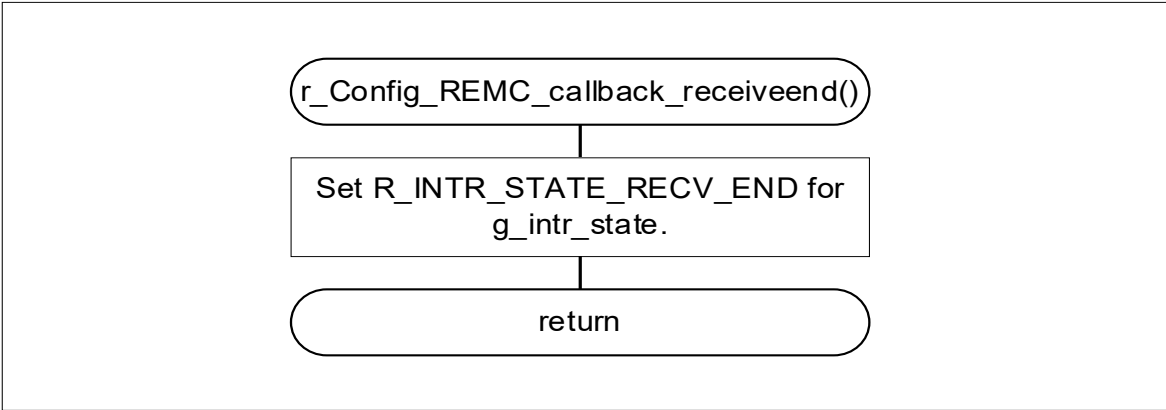 r_Config_REMC_callback_receiveend()
Set R_INTR_STATE_RECV_END for
g_intr_state.
return